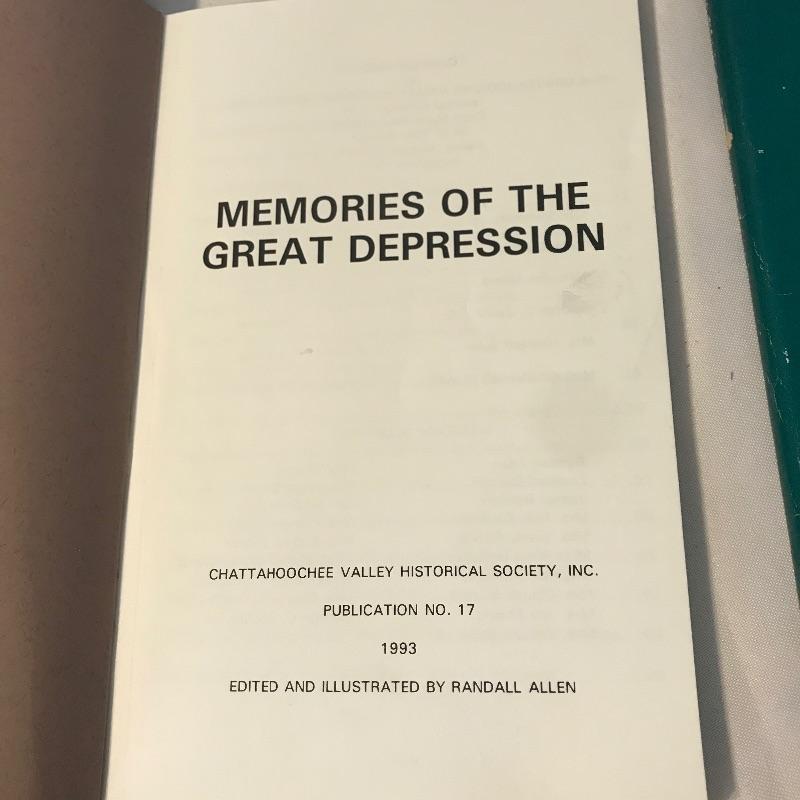 MEMORIES OF THE
GREAT DEPRESSION
CHATTAHOOCHEE VALLEY HISTORICAL SOCIETY, INC.
PUBLICATION NO. 17
1993
EDITED AND ILLUSTRATED BY RANDALL ALLEN